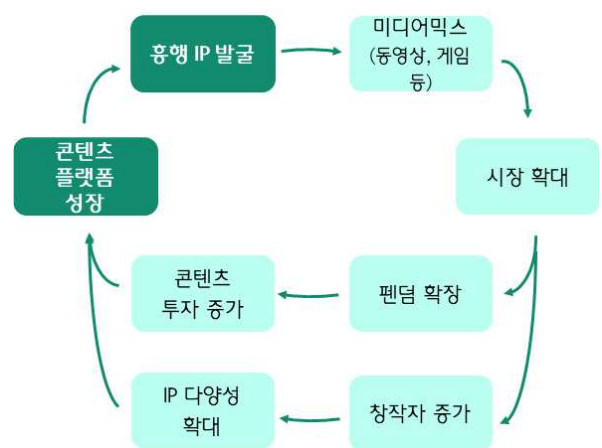 흥행 IP 발굴
미디어믹스
(동영상, 게임
등)
콘텐츠
플랫폼
성장
시장 확대
콘텐츠
투자 증가
펜덤 확장
IP 다양성
확대
창작자 증가